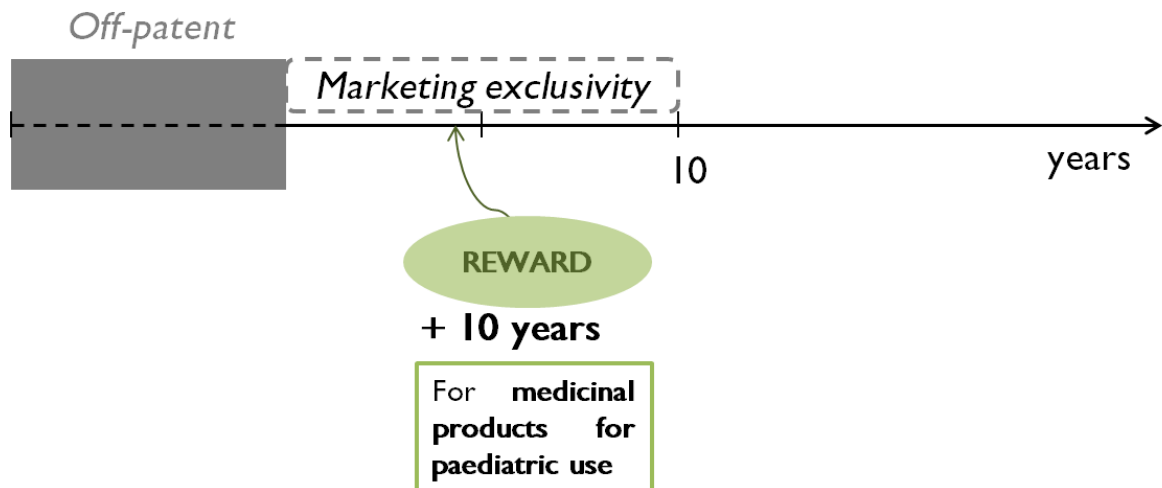 Off-patent
Marketing exclusivity
10
years
REWARD
+ 10 years
For medicinal
products for
paediatric use